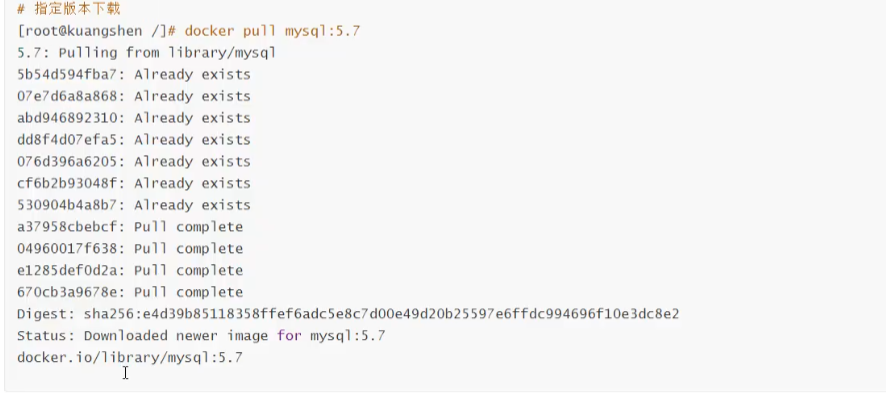 # 指定版本下载
[root@kuangshen /]# docker pull mysql:5.7
5.7: Pulling from library/mysql
5b54d594fba7: Already exists
07e7d6a8a868: Already exists
abd946892310: Already exists
dd8f4d07efa5: Already exists
076d396a6205: Already exists
cf6b2b93048f: Already exists
530904b4a8b7: Already exists
a37958cbebcf: Pull complete
04960017f638: Pull complete
e1285def0d2a: Pull complete
670cb3a9678e: Pull complete
Digest: sha256:e4d39b85118358ffef6adc5e8c7d00e49d20b25597e6ffdc994696f10e3dc8e2
Status: Downloaded newer image for mysql:5.7
docker.io/library/mysql:5.7